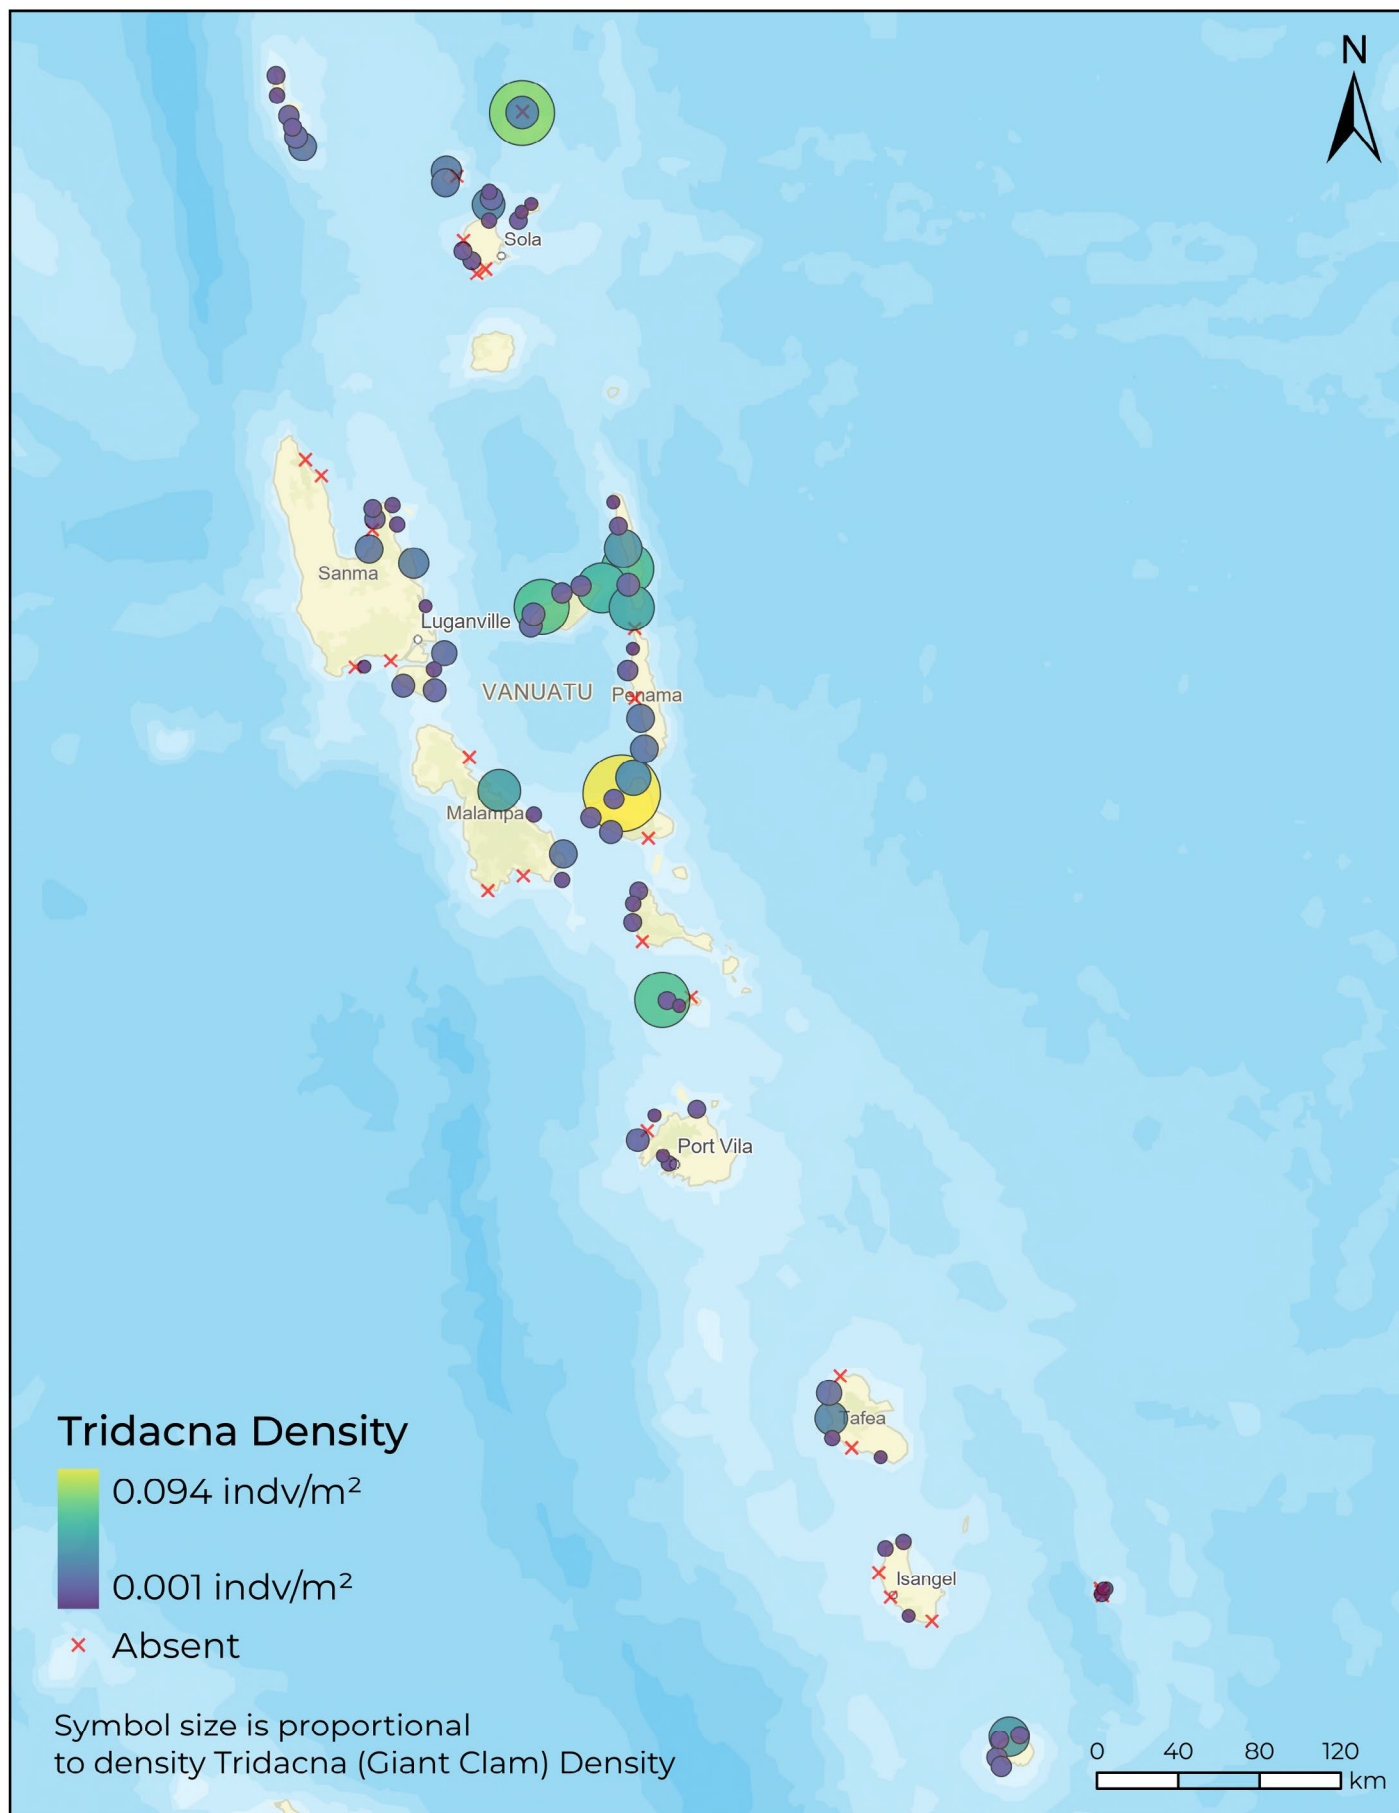 N
Sola
Sanma
Luganville
VANUATU
Penama
Malampa
Port Vila
Tafea
Isangel
Tridacna Density
0.094 indv/m²
0.001 indv/m²
Absent
Symbol size is proportional
to density Tridacna (Giant Clam) Density
0 40 80 120
km